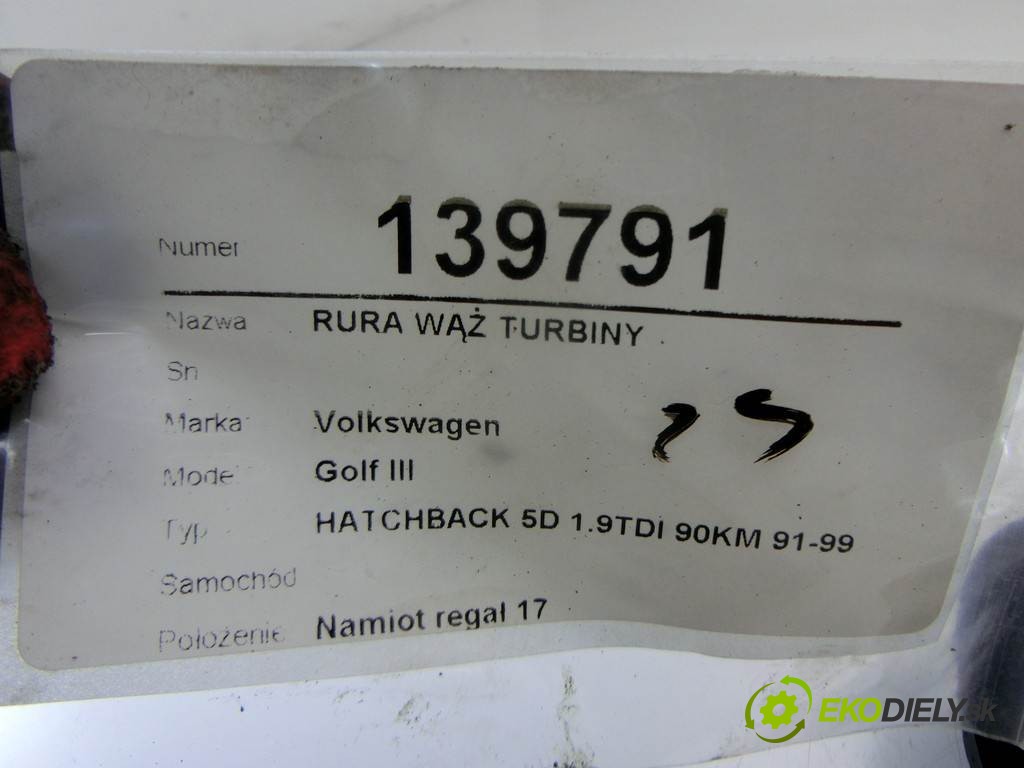 Numer 139791
Nazwa RURA WĄŻ TURBINY
Sn
Marka Volkswagen
Model Golf III
Typ HATCHBACK 5D 1.9TDI 90KM 91-99
Samochód
Położenie Namiot regał 17
EKODIELY.sk